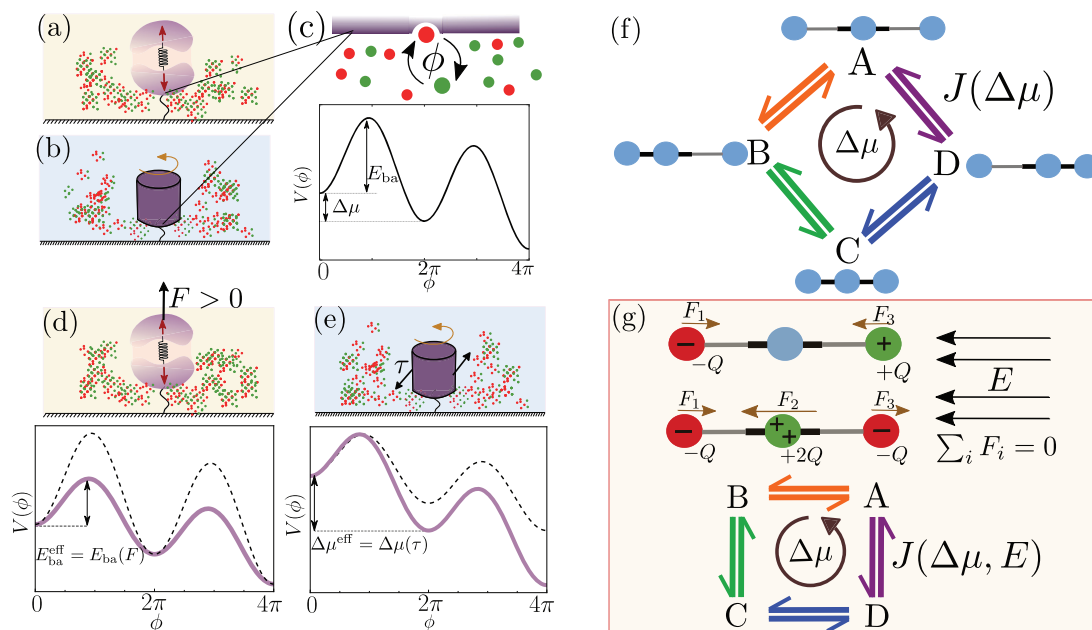 (a)
(b)
(c)
ϕ
V(ϕ)
E_ba
Δμ
0
2π
4π
ϕ
(d)
F > 0
V(ϕ)
E_ba^eff = E_ba(F)
0
2π
4π
ϕ
(e)
τ
V(ϕ)
Δμ^eff = Δμ(τ)
0
2π
4π
ϕ
(f)
A
J(Δμ)
B
Δμ
D
C
(g)
F_1
F_3
−
+
−Q
+Q
E
F_1
F_2
F_3
−
+
+
−
−Q
+2Q
−Q
∑_i F_i = 0
B
A
Δμ
J(Δμ, E)
C
D